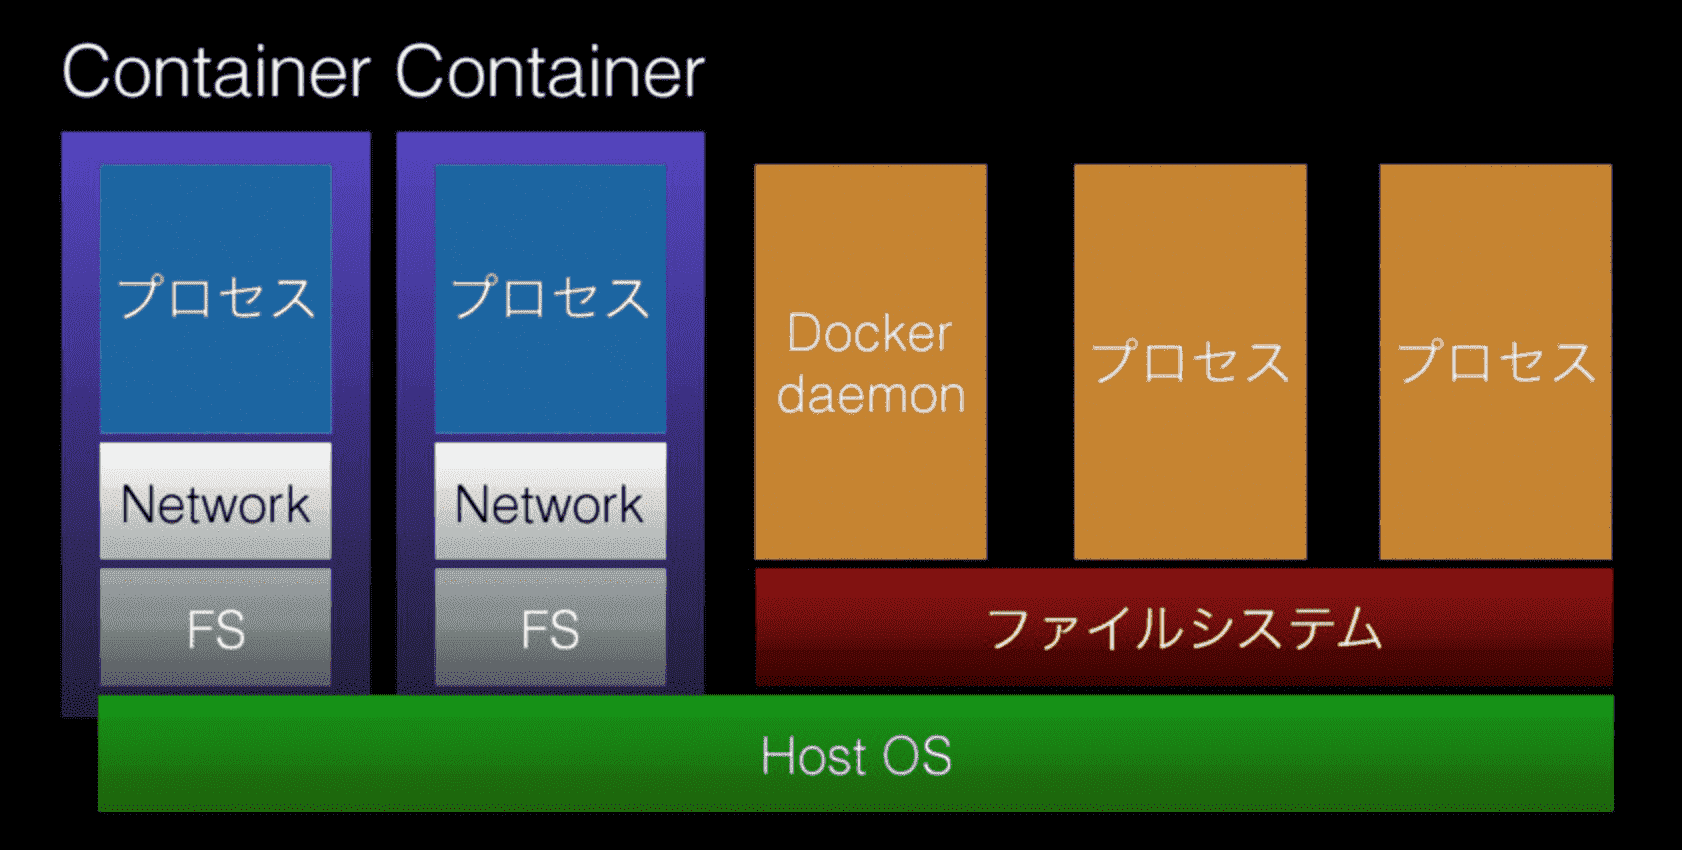 Container Container
プロセス プロセス
Docker
daemon
プロセス プロセス
Network Network
FS FS
ファイルシステム
Host OS